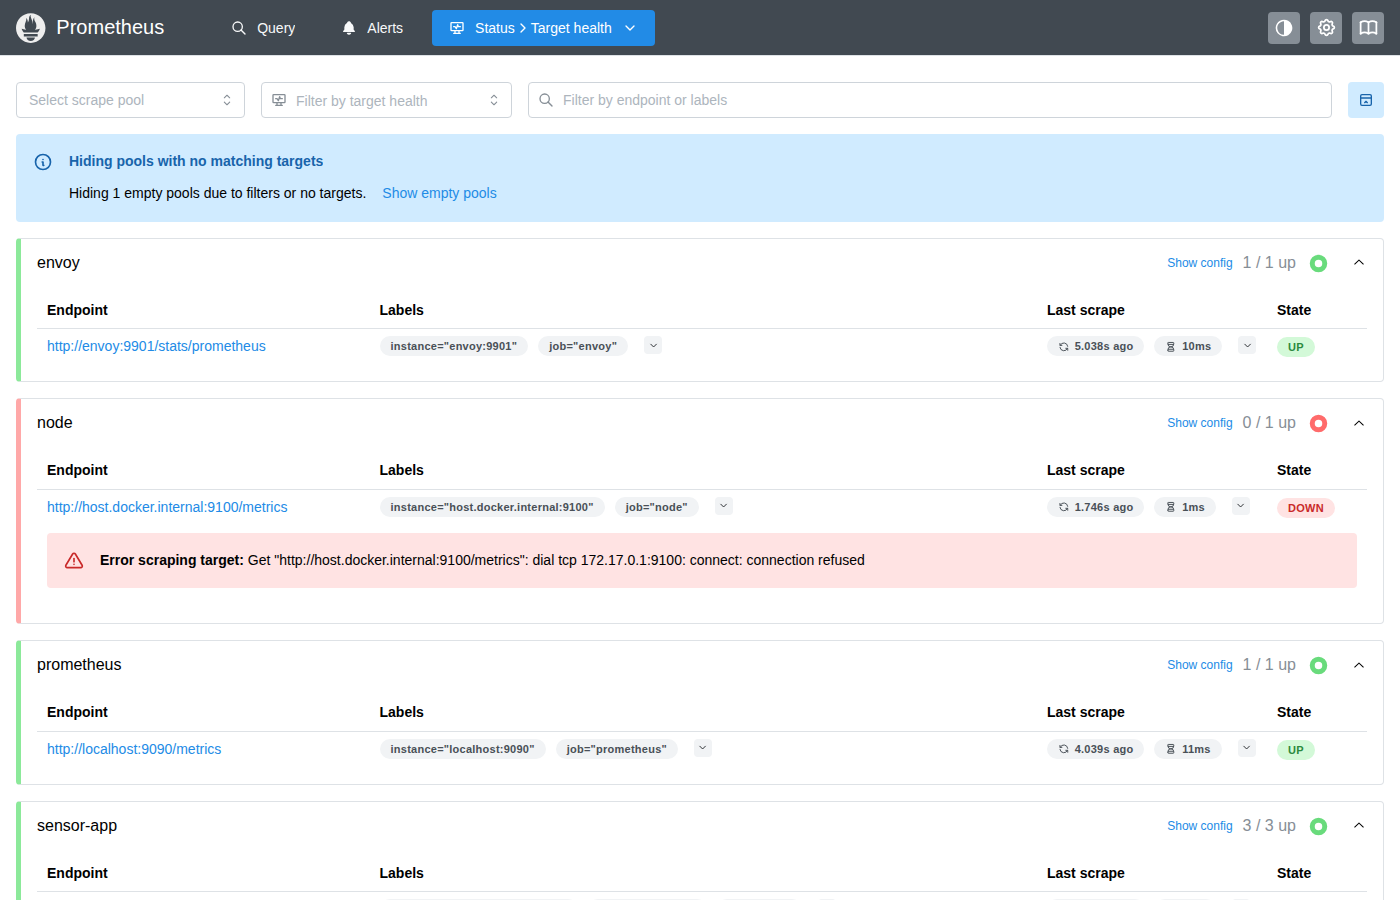 Prometheus
Query
Alerts
Status > Target health
Select scrape pool
Filter by target health
Filter by endpoint or labels
Hiding pools with no matching targets
Hiding 1 empty pools due to filters or no targets. Show empty pools
envoy
Show config 1 / 1 up
Endpoint Labels Last scrape State
http://envoy:9901/stats/prometheus instance="envoy:9901" job="envoy" 5.038s ago 10ms UP
node
Show config 0 / 1 up
Endpoint Labels Last scrape State
http://host.docker.internal:9100/metrics instance="host.docker.internal:9100" job="node" 1.746s ago 1ms DOWN
Error scraping target: Get "http://host.docker.internal:9100/metrics": dial tcp 172.17.0.1:9100: connect: connection refused
prometheus
Show config 1 / 1 up
Endpoint Labels Last scrape State
http://localhost:9090/metrics instance="localhost:9090" job="prometheus" 4.039s ago 11ms UP
sensor-app
Show config 3 / 3 up
Endpoint Labels Last scrape State